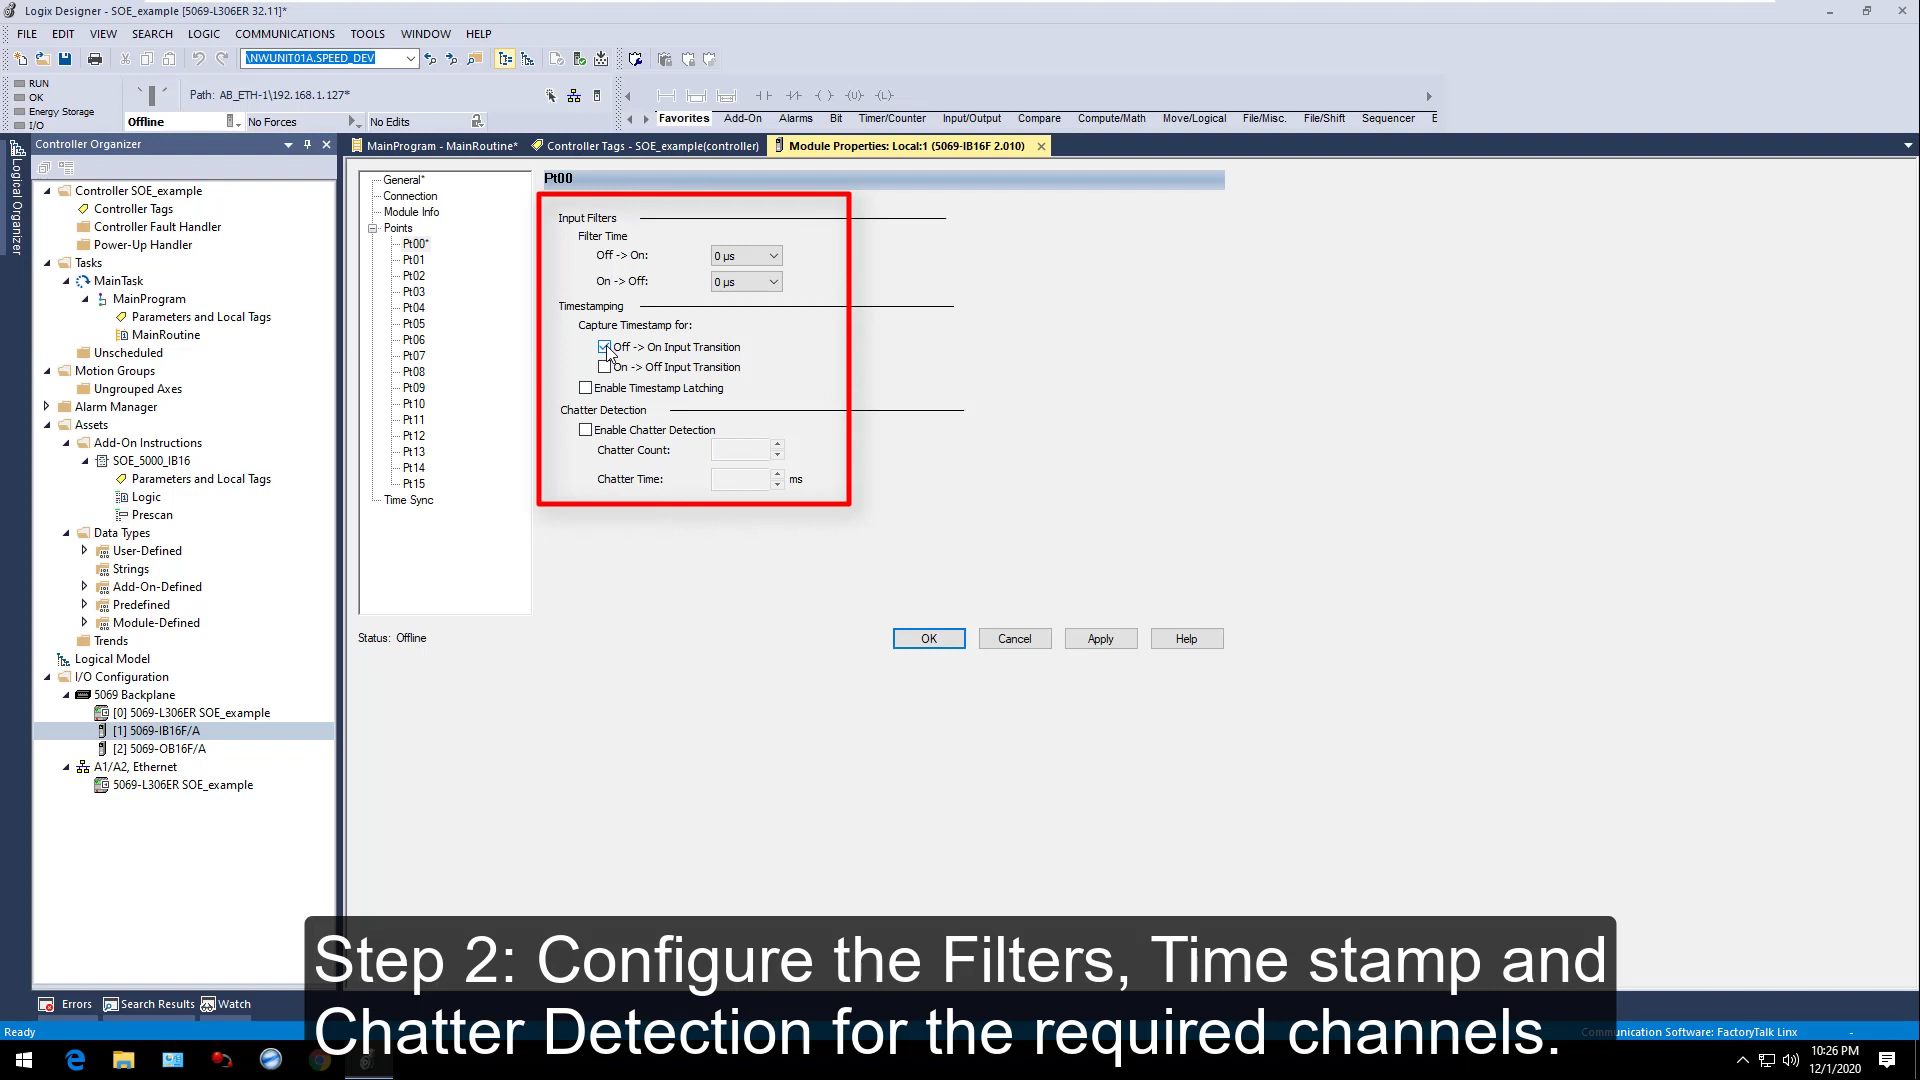 Logix Designer - SOE_example [5069-L306ER 32.11]*
FILE EDIT VIEW SEARCH LOGIC COMMUNICATIONS TOOLS WINDOW HELP
\NWUNIT01A.SPEED_DEV
RUN
OK
Energy Storage
I/O
Path: AB_ETH-1\192.168.1.127*
Offline
No Forces
No Edits
Favorites Add-On Alarms Bit Timer/Counter Input/Output Compare Compute/Math Move/Logical File/Misc. File/Shift Sequencer E
Logical Organizer
Controller Organizer
Controller SOE_example
Controller Tags
Controller Fault Handler
Power-Up Handler
Tasks
MainTask
MainProgram
Parameters and Local Tags
MainRoutine
Unscheduled
Motion Groups
Ungrouped Axes
Alarm Manager
Assets
Add-On Instructions
SOE_5000_IB16
Parameters and Local Tags
Logic
Prescan
Data Types
User-Defined
Strings
Add-On-Defined
Predefined
Module-Defined
Trends
Logical Model
I/O Configuration
5069 Backplane
[0] 5069-L306ER SOE_example
[1] 5069-IB16F/A
[2] 5069-OB16F/A
A1/A2, Ethernet
5069-L306ER SOE_example
MainProgram - MainRoutine*
Controller Tags - SOE_example(controller)
Module Properties: Local:1 (5069-IB16F 2.010)
General*
Connection
Module Info
Points
Pt00*
Pt01
Pt02
Pt03
Pt04
Pt05
Pt06
Pt07
Pt08
Pt09
Pt10
Pt11
Pt12
Pt13
Pt14
Pt15
Time Sync
Pt00
Input Filters
Filter Time
Off -> On: 0 µs
On -> Off: 0 µs
Timestamping
Capture Timestamp for:
Off -> On Input Transition
On -> Off Input Transition
Enable Timestamp Latching
Chatter Detection
Enable Chatter Detection
Chatter Count:
Chatter Time: ms
Status: Offline
OK Cancel Apply Help
Step 2: Configure the Filters, Time stamp and
Chatter Detection for the required channels.
Errors Search Results Watch
Ready
Communication Software: FactoryTalk Linx
10:26 PM
12/1/2020